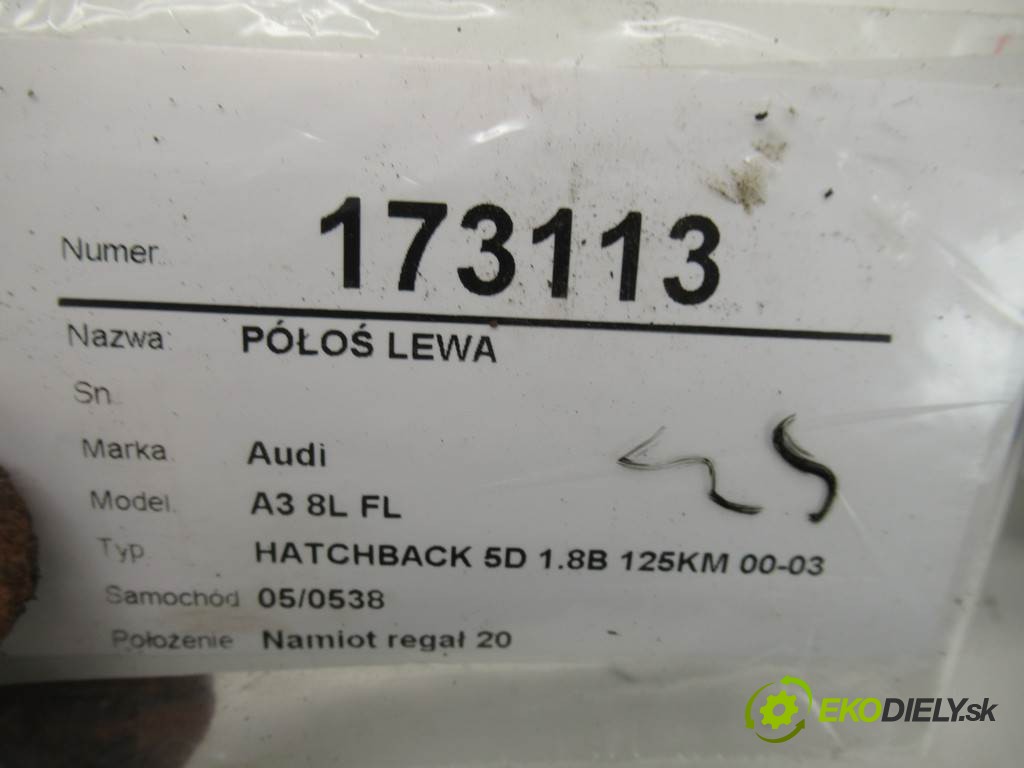 Numer: 173113
Nazwa: PÓŁOŚ LEWA
Sn.:
Marka: Audi
Model: A3 8L FL
Typ: HATCHBACK 5D 1.8B 125KM 00-03
Samochód 05/0538
Położenie Namiot regał 20
EKODIELY.sk